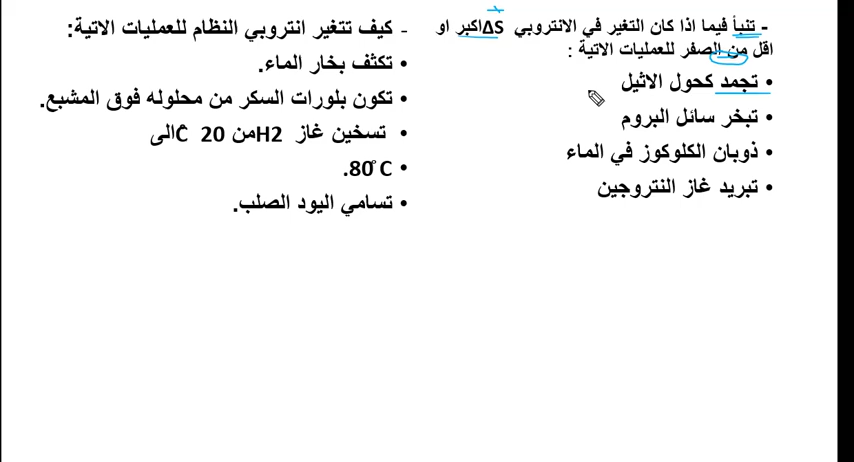 - تنبأ فيما اذا كان التغير في الانتروبي ΔS اكبر او
اقل من الصفر للعمليات الاتية :
• تجمد كحول الاثيل
• تبخر سائل البروم
• ذوبان الكلوكوز في الماء
• تبريد غاز النتروجين
- كيف تتغير انتروبي النظام للعمليات الاتية:
• تكثف بخار الماء.
• تكون بلورات السكر من محلوله فوق المشبع.
• تسخين غاز H2 من 20 C̊ الى
• 80̊ C.
• تسامي اليود الصلب.